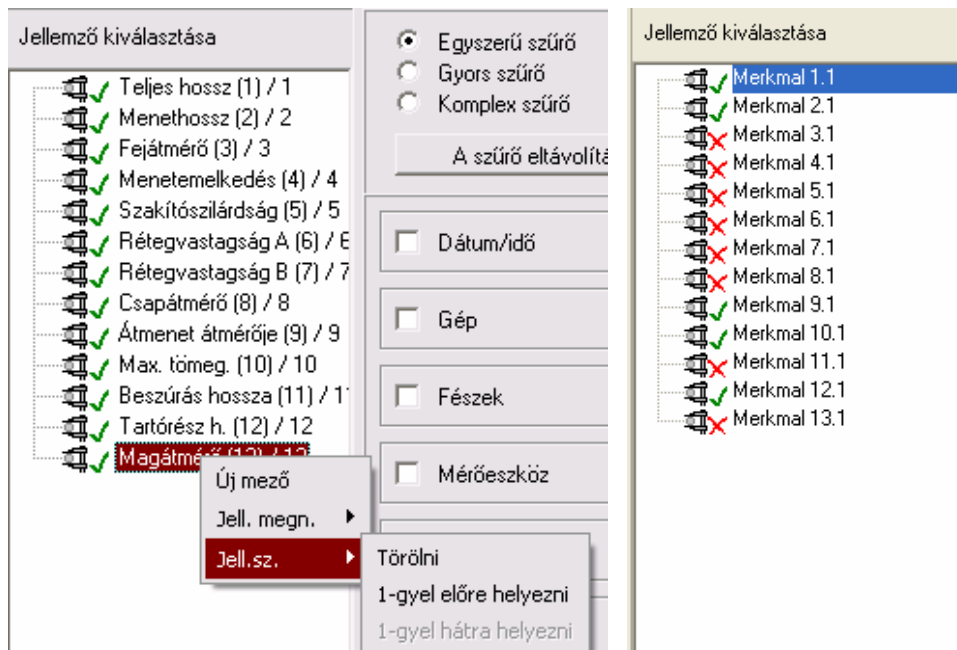 Jellemző kiválasztása
Teljes hossz (1) / 1
Menethossz (2) / 2
Fejátmérő (3) / 3
Menetemelkedés (4) / 4
Szakítószilárdság (5) / 5
Rétegvastagság A (6) /
Rétegvastagság B (7) / 7
Csapátmérő (8) / 8
Átmenet átmérője (9) / 9
Max. tömeg. (10) / 10
Beszúrás hossza (11) / 1
Tartórész h. (12) / 12
Magátmérő (13) / 13
Új mező
Jell. megn.
Jell.sz.
Törölni
1-gyel előre helyezni
1-gyel hátra helyezni
Egyszerű szűrő
Gyors szűrő
Komplex szűrő
A szűrő eltávolítá
Dátum/idő
Gép
Fészek
Mérőeszköz
Jellemző kiválasztása
Merkmal 1.1
Merkmal 2.1
Merkmal 3.1
Merkmal 4.1
Merkmal 5.1
Merkmal 6.1
Merkmal 7.1
Merkmal 8.1
Merkmal 9.1
Merkmal 10.1
Merkmal 11.1
Merkmal 12.1
Merkmal 13.1